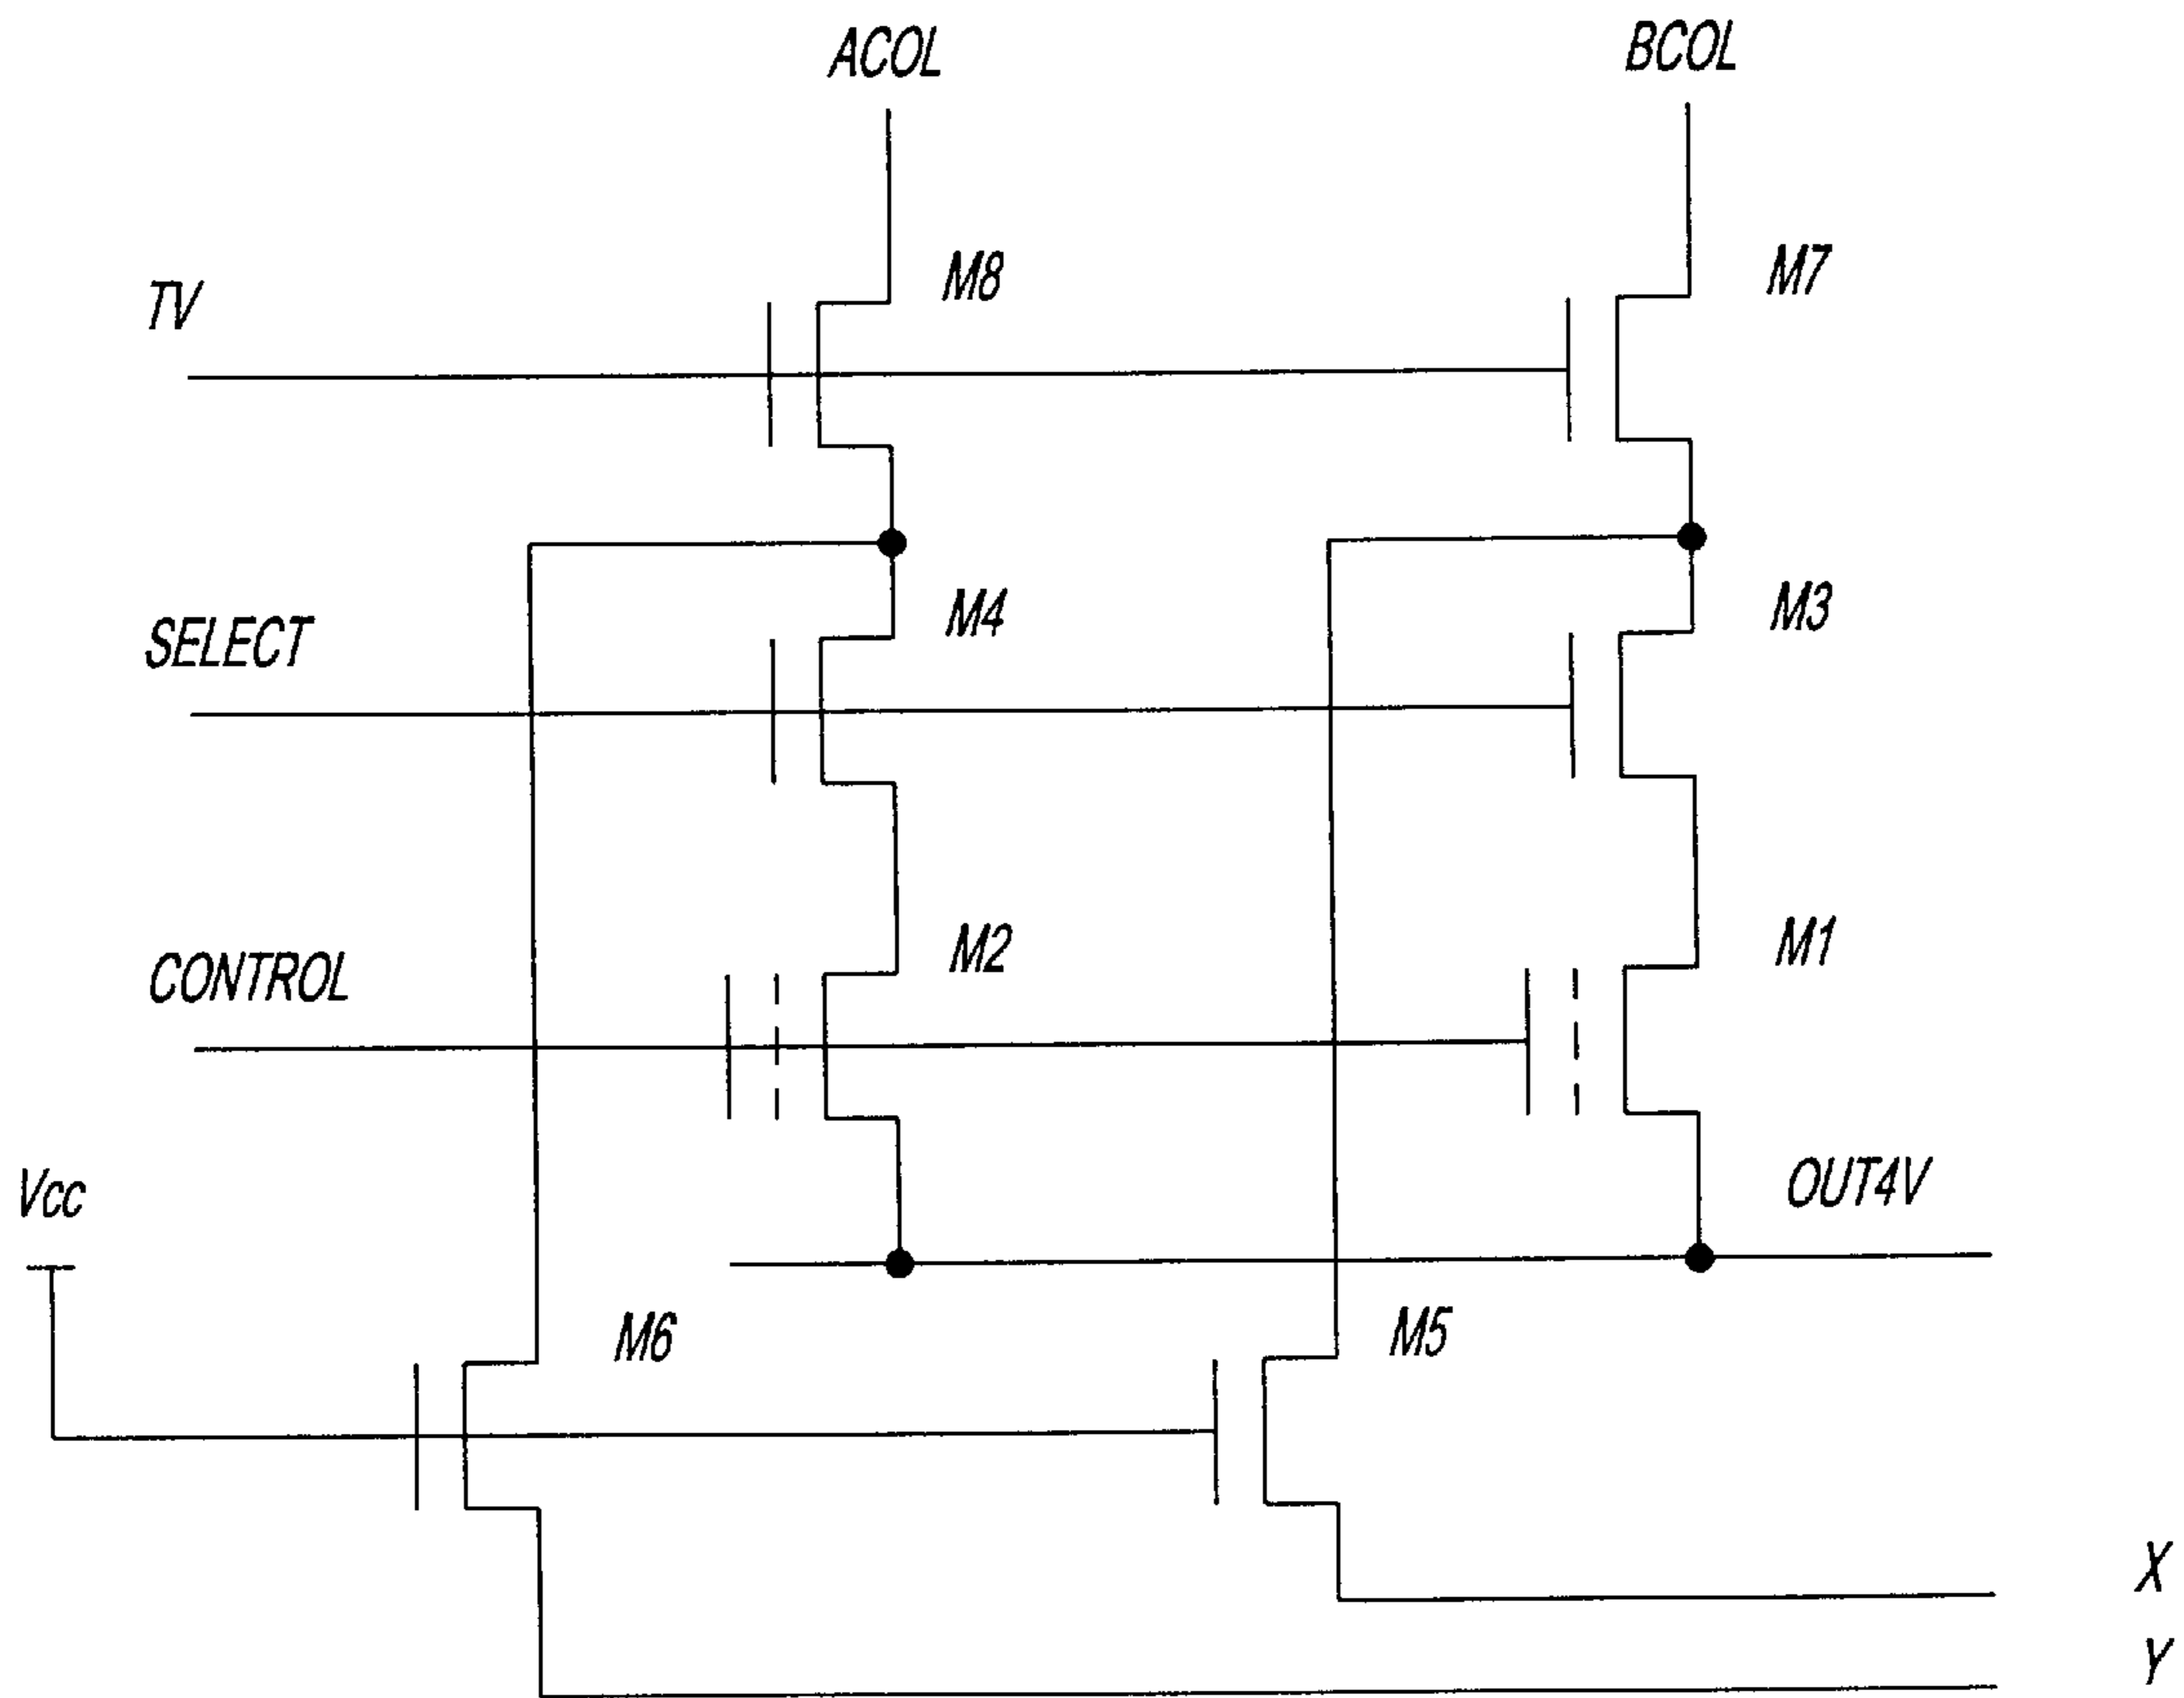 ACOL
BCOL
M8
M7
TV
M4
M3
SELECT
M2
M1
CONTROL
Vcc
OUT4V
M6
M5
X
Y